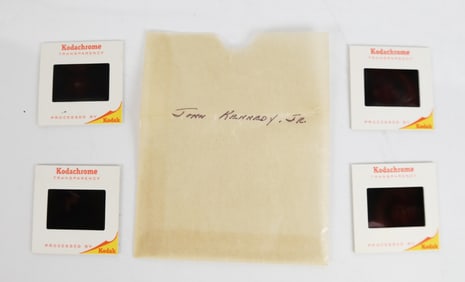 Kodachrome
TRANSPARENCY
PROCESSED BY
Kodak
John Kennedy, Jr.
Kodachrome
TRANSPARENCY
PROCESSED BY
Kodak
Kodachrome
TRANSPARENCY
PROCESSED BY
Kodak
Kodachrome
TRANSPARENCY
PROCESSED BY
Kodak